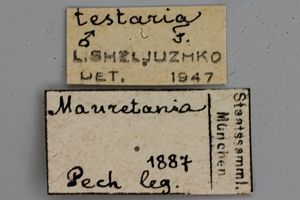 testaria
♂ F.
L. SHELJUZHKO
DET. 1947
Mauretania
1887
Pech leg.
Staatssamml.
München